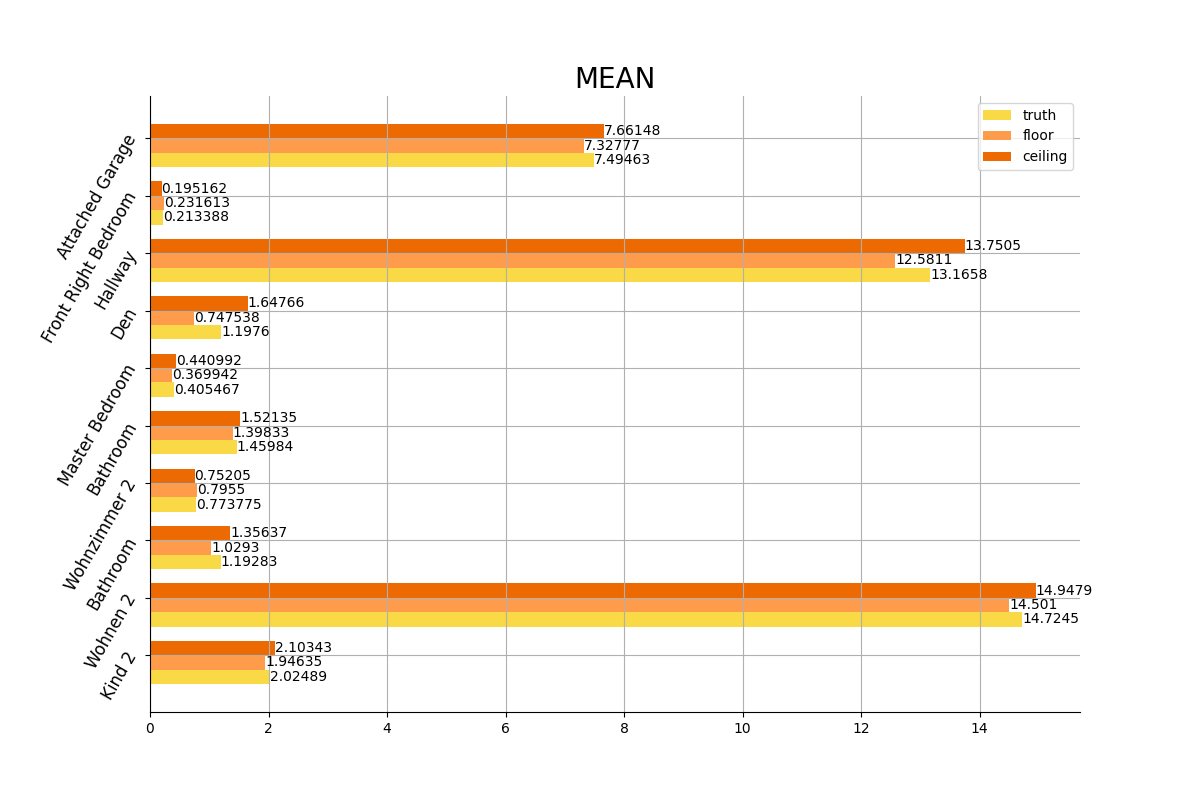 MEAN
truth
floor
ceiling
Attached Garage
7.66148
7.32777
7.49463
Front Right Bedroom
0.195162
0.231613
0.213388
Hallway
13.7505
12.5811
13.1658
Den
1.64766
0.747538
1.1976
Master Bedroom
0.440992
0.369942
0.405467
Bathroom
1.52135
1.39833
1.45984
Wohnzimmer 2
0.75205
0.7955
0.773775
Bathroom
1.35637
1.0293
1.19283
Wohnen 2
14.9479
14.501
14.7245
Kind 2
2.10343
1.94635
2.02489
0 2 4 6 8 10 12 14